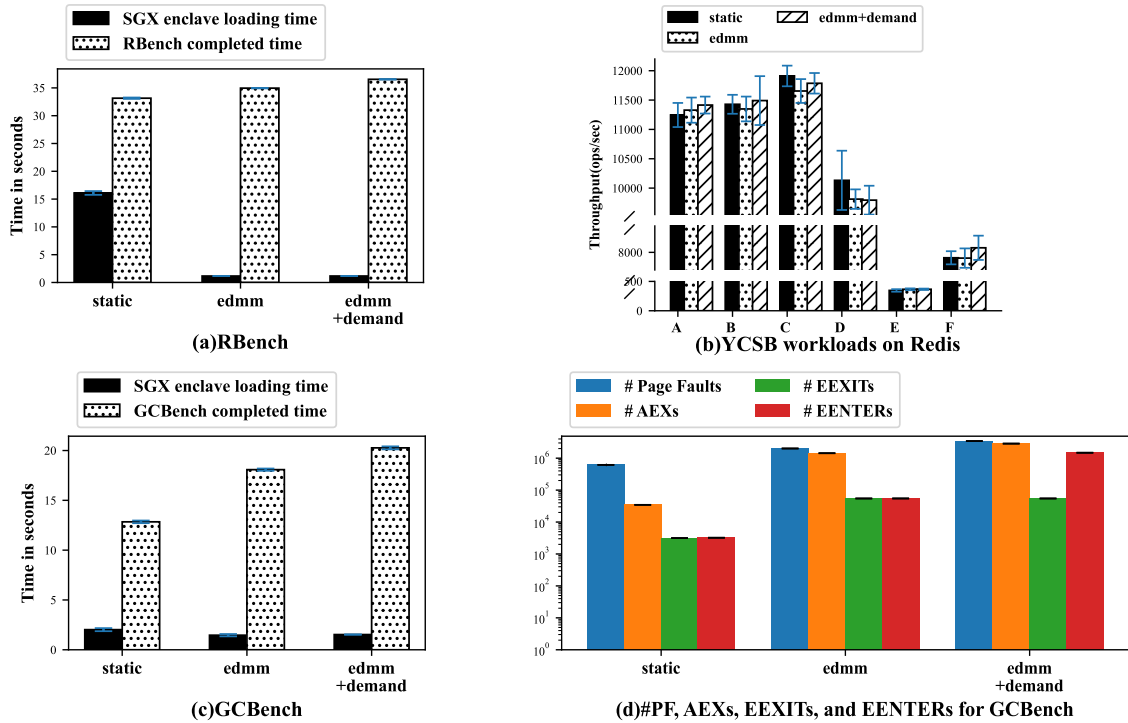 SGX enclave loading time
RBench completed time
Time in seconds
35
30
25
20
15
10
5
0
static
edmm
edmm
+demand
(a)RBench
static
edmm
edmm+demand
Throughput(ops/sec)
12000
11500
11000
10500
10000
8000
500
0
A
B
C
D
E
F
(b)YCSB workloads on Redis
SGX enclave loading time
GCBench completed time
Time in seconds
20
15
10
5
0
static
edmm
edmm
+demand
(c)GCBench
# Page Faults
# AEXs
# EEXITs
# EENTERs
10⁶
10⁵
10⁴
10³
10²
10¹
10⁰
static
edmm
edmm
+demand
(d)#PF, AEXs, EEXITs, and EENTERs for GCBench